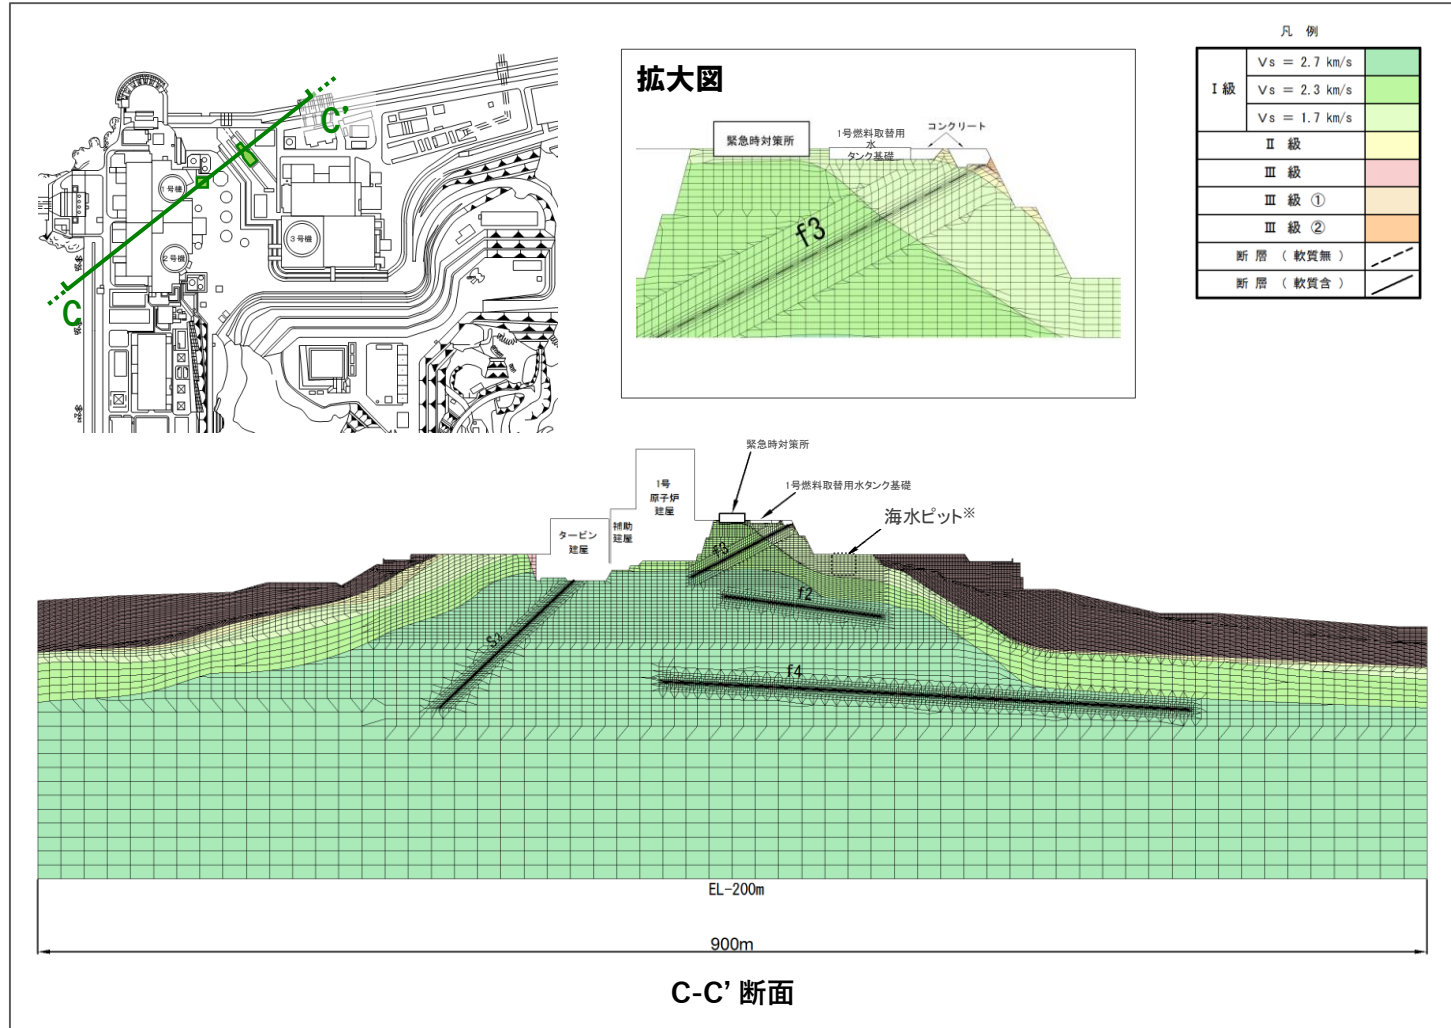 凡 例
Ⅰ 級
Vs = 2.7 km/s
Vs = 2.3 km/s
Vs = 1.7 km/s
Ⅱ 級
Ⅲ 級
Ⅲ 級 ①
Ⅲ 級 ②
断 層 ( 軟 質 無 )
断 層 ( 軟 質 含 )
C'
1号機
2号機
3号機
C
拡大図
緊急時対策所
1号燃料取替用
水
タンク基礎
コンクリート
f3
緊急時対策所
1号燃料取替用水タンク基礎
海水ピット※
1号
原子炉
建屋
補助
建屋
タービン
建屋
f3
f2
f4
EL-200m
900m
C-C' 断面